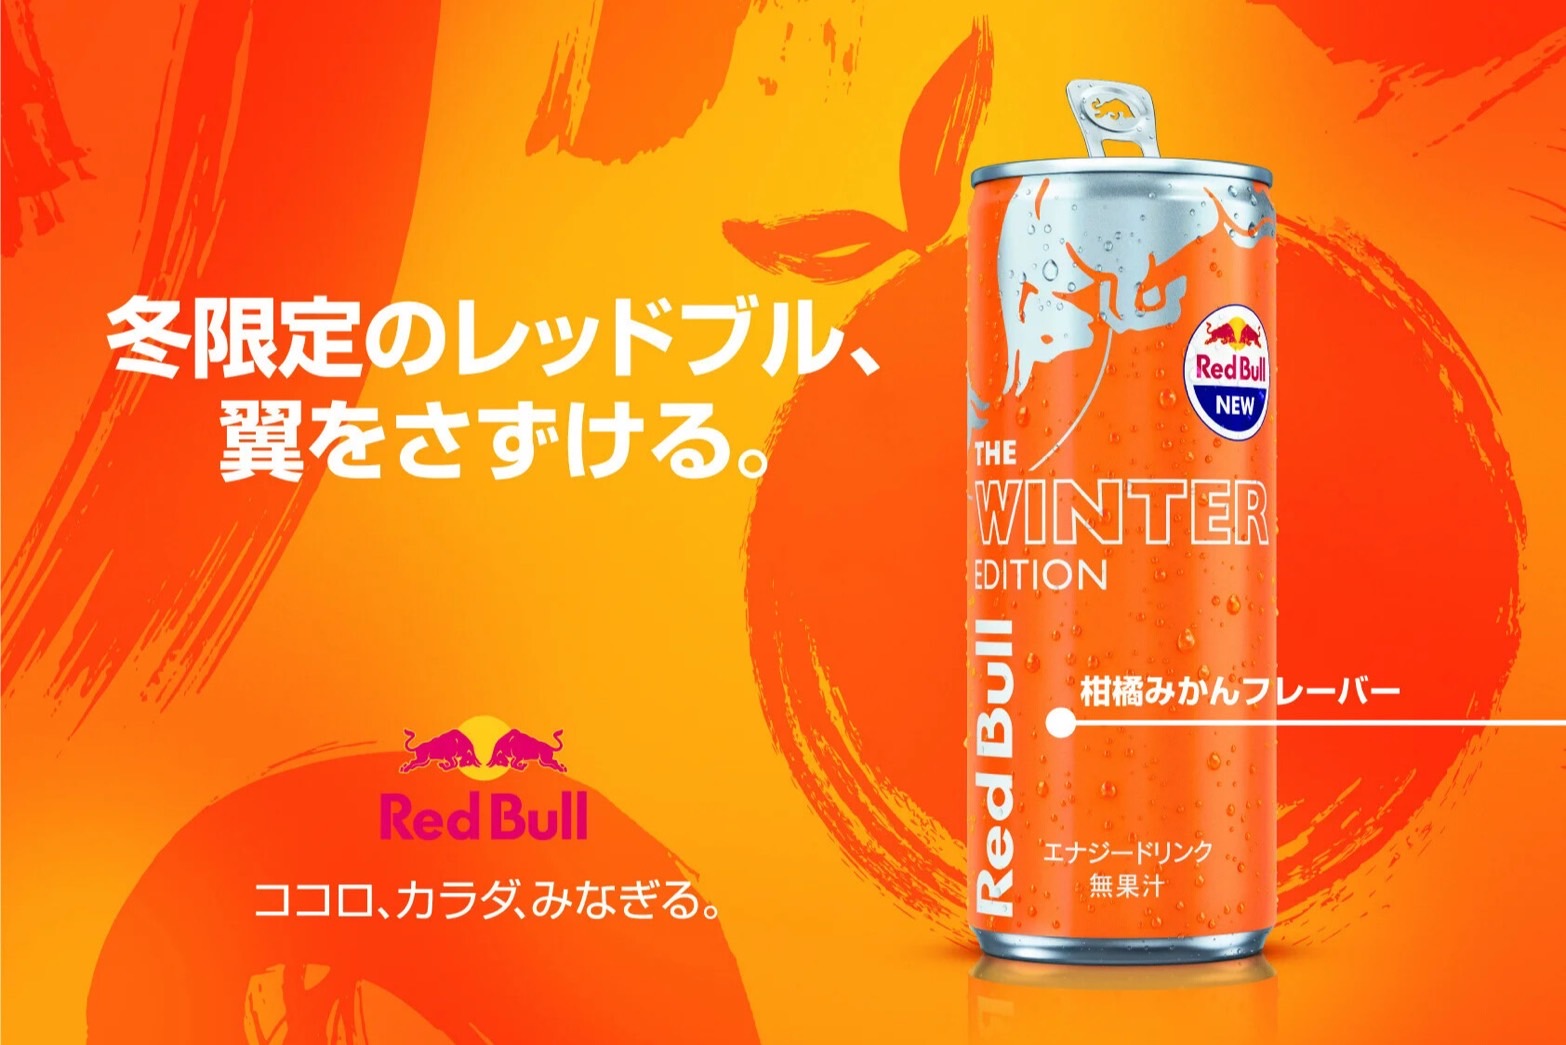 冬限定のレッドブル、
翼をさずける。
Red Bull
ココロ、カラダ、みなぎる。
Red Bull
NEW
THE
WINTER
EDITION
Red Bull
柑橘みかんフレーバー
エナジードリンク
無果汁